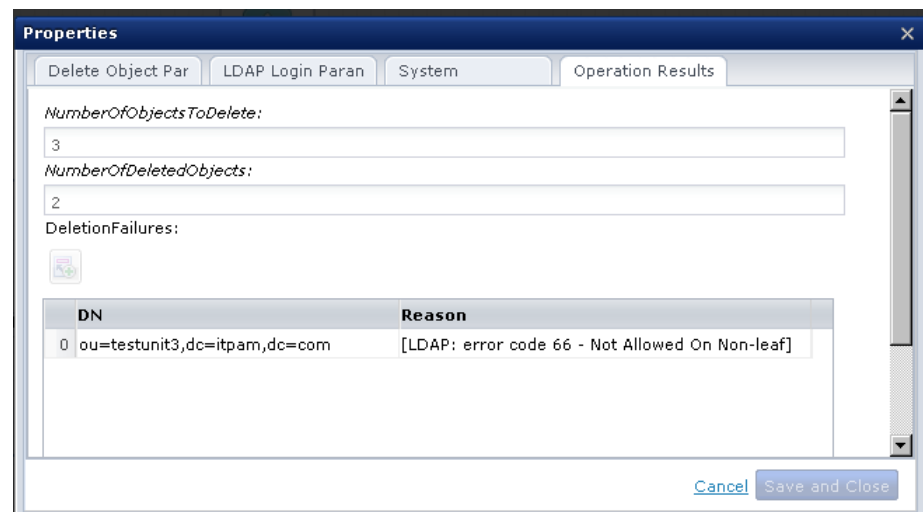 Properties
Delete Object Par LDAP Login Paran System Operation Results
NumberOfObjectsToDelete:
3
NumberOfDeletedObjects:
2
DeletionFailures:
DN Reason
0 ou=testunit3,dc=itpam,dc=com [LDAP: error code 66 - Not Allowed On Non-leaf]
Cancel Save and Close